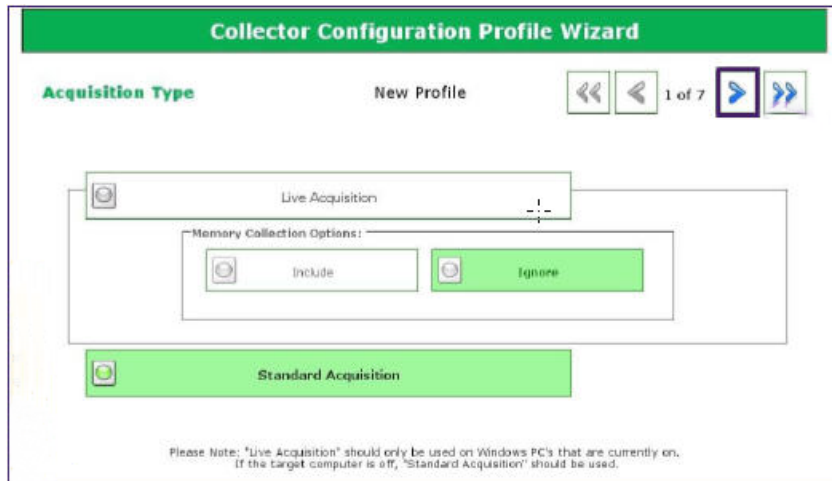 Collector Configuration Profile Wizard
Acquisition Type New Profile 1 of 7
Live Acquisition
Memory Collection Options:
Include Ignore
Standard Acquisition
Please Note: "Live Acquisition" should only be used on Windows PC's that are currently on.
If the target computer is off, "Standard Acquisition" should be used.